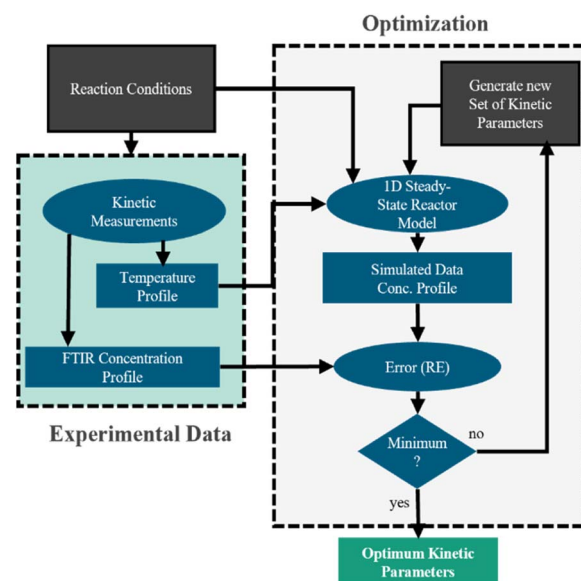 Optimization
Reaction Conditions
Generate new
Set of Kinetic
Parameters
Kinetic
Measurements
1D Steady-
State Reactor
Model
Temperature
Profile
Simulated Data
Conc. Profile
FTIR Concentration
Profile
Error (RE)
Experimental Data
Minimum
?
no
yes
Optimum Kinetic
Parameters